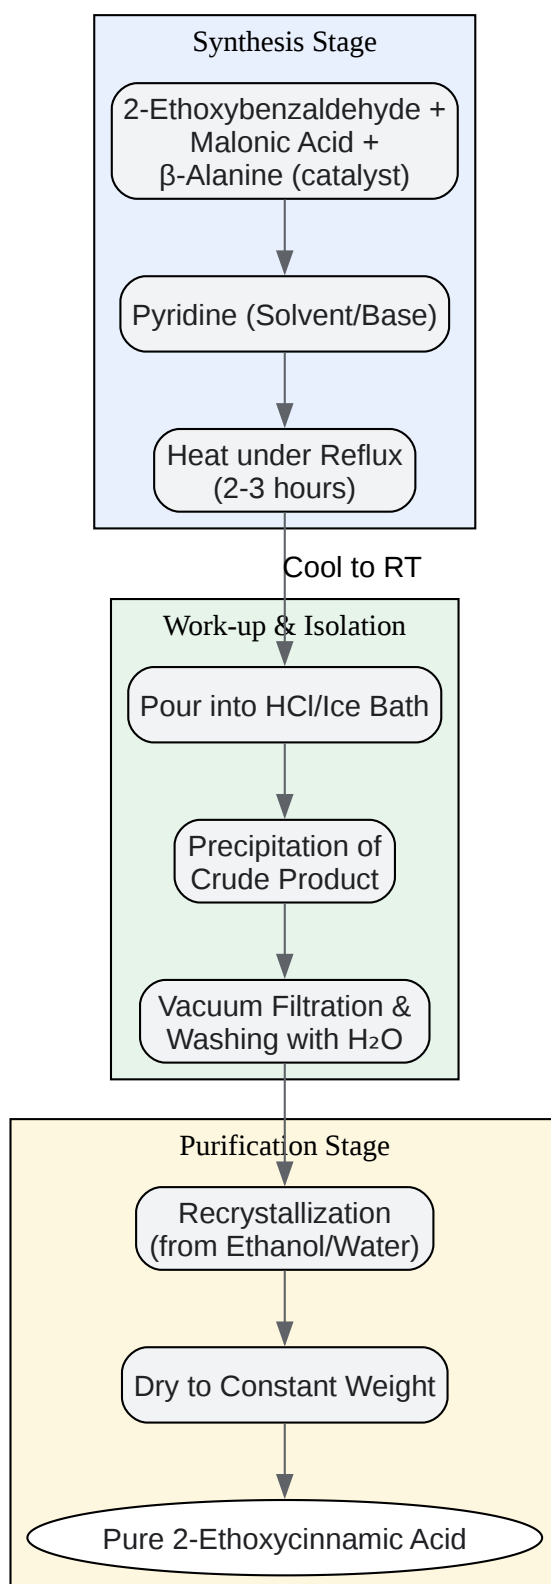 Synthesis Stage
2-Ethoxybenzaldehyde +
Malonic Acid +
β-Alanine (catalyst)
Pyridine (Solvent/Base)
Heat under Reflux
(2-3 hours)
Cool to RT
Work-up & Isolation
Pour into HCl/Ice Bath
Precipitation of
Crude Product
Vacuum Filtration &
Washing with H₂O
Purification Stage
Recrystallization
(from Ethanol/Water)
Dry to Constant Weight
Pure 2-Ethoxycinnamic Acid